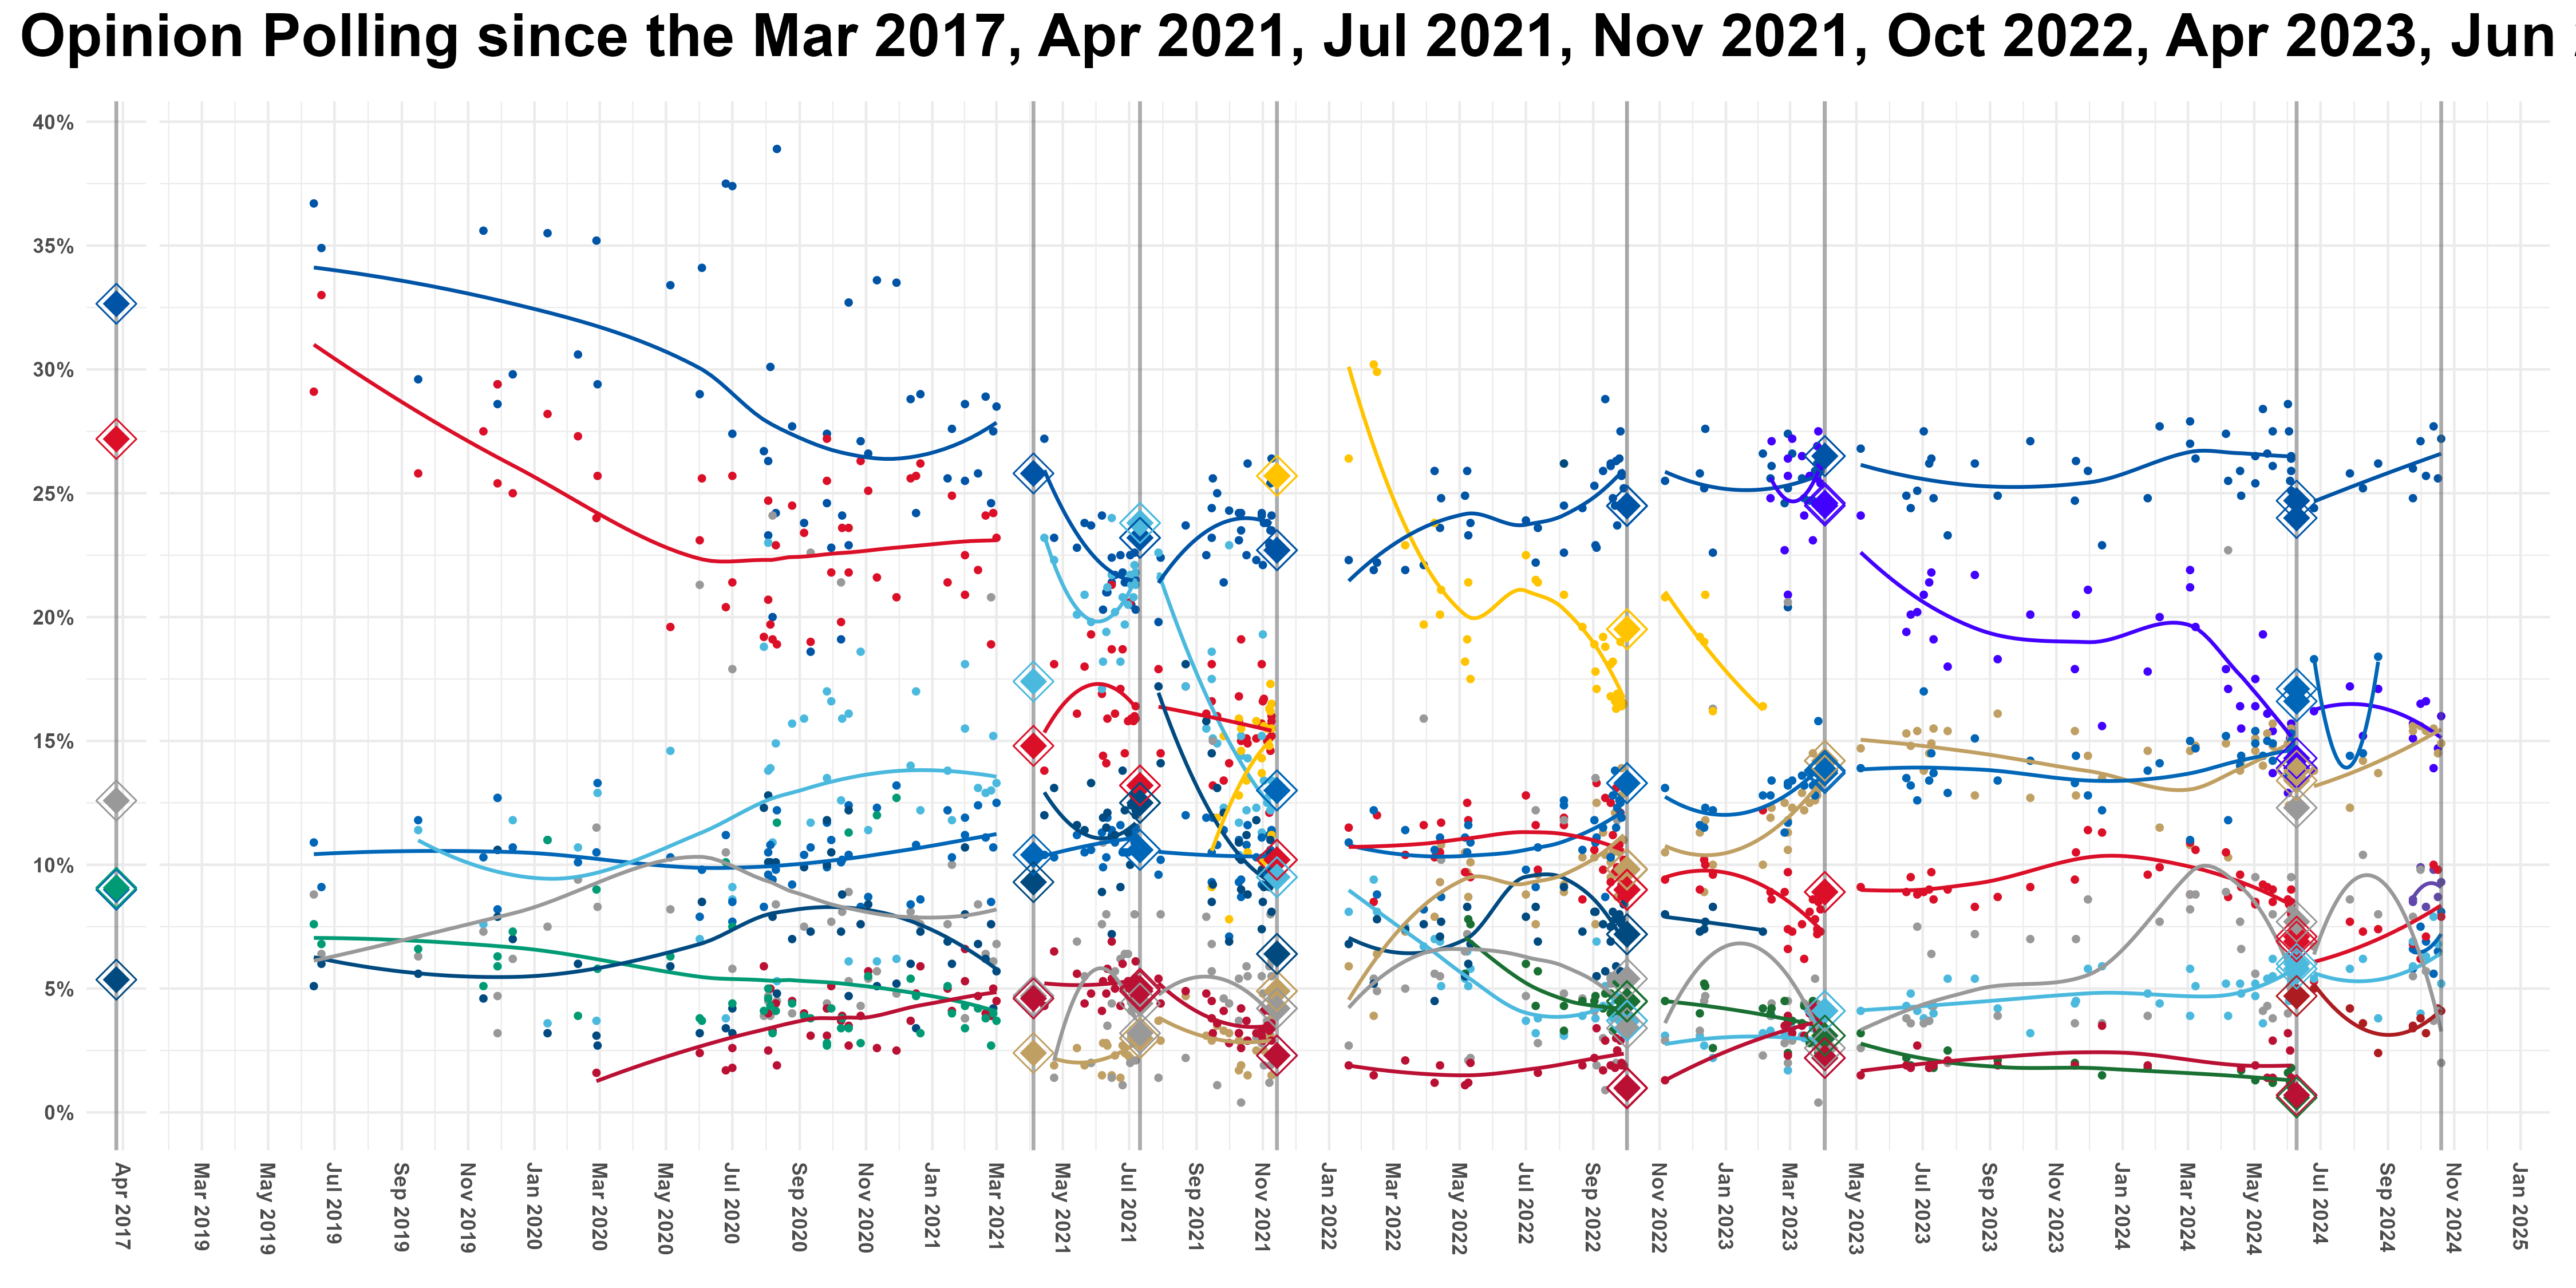 Opinion Polling since the Mar 2017, Apr 2021, Jul 2021, Nov 2021, Oct 2022, Apr 2023, Jun
40%
35%
30%
25%
20%
15%
10%
5%
0%
Apr 2017
Mar 2019
May 2019
Jul 2019
Sep 2019
Nov 2019
Jan 2020
Mar 2020
May 2020
Jul 2020
Sep 2020
Nov 2020
Jan 2021
Mar 2021
May 2021
Jul 2021
Sep 2021
Nov 2021
Jan 2022
Mar 2022
May 2022
Jul 2022
Sep 2022
Nov 2022
Jan 2023
Mar 2023
May 2023
Jul 2023
Sep 2023
Nov 2023
Jan 2024
Mar 2024
May 2024
Jul 2024
Sep 2024
Nov 2024
Jan 2025